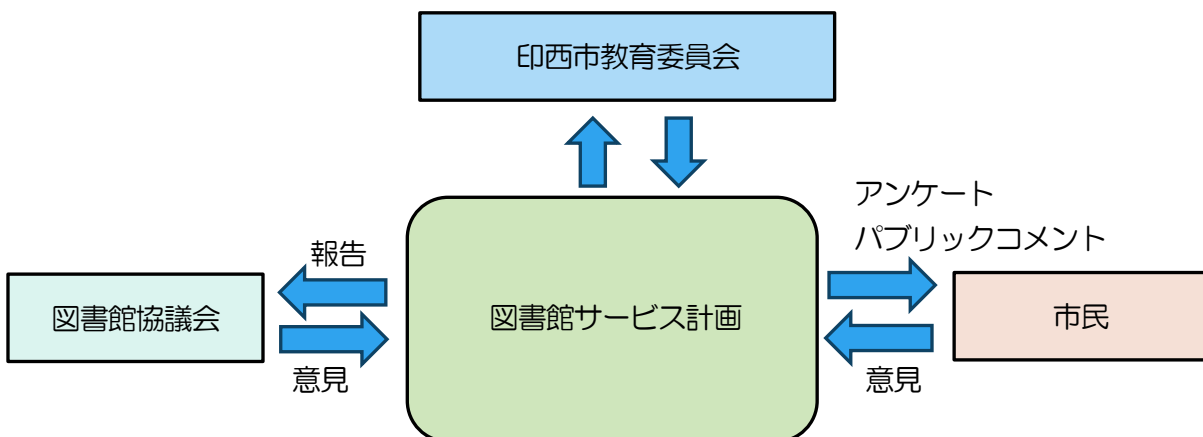 印西市教育委員会
アンケート
パブリックコメント
報告
図書館協議会
図書館サービス計画
市民
意見
意見